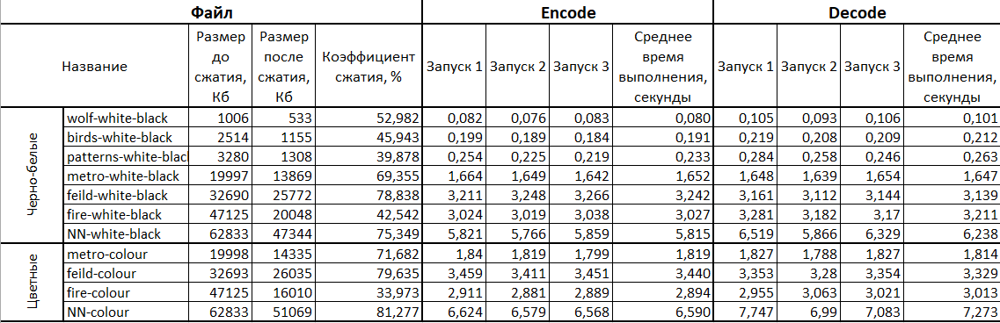 Файл Encode Decode
Название Размер до сжатия, Кб Размер после сжатия, Кб Коэффициент сжатия, % Запуск 1 Запуск 2 Запуск 3 Среднее время выполнения, секунды Запуск 1 Запуск 2 Запуск 3 Среднее время выполнения, секунды
Черно-белые
wolf-white-black 1006 533 52,982 0,082 0,076 0,083 0,080 0,105 0,093 0,106 0,101
birds-white-black 2514 1155 45,943 0,199 0,189 0,184 0,191 0,219 0,208 0,209 0,212
patterns-white-blac 3280 1308 39,878 0,254 0,225 0,219 0,233 0,284 0,258 0,246 0,263
metro-white-black 19997 13869 69,355 1,664 1,649 1,642 1,652 1,648 1,639 1,654 1,647
feild-white-black 32690 25772 78,838 3,211 3,248 3,266 3,242 3,161 3,112 3,144 3,139
fire-white-black 47125 20048 42,542 3,024 3,019 3,038 3,027 3,281 3,182 3,17 3,211
NN-white-black 62833 47344 75,349 5,821 5,766 5,859 5,815 6,519 5,866 6,329 6,238
Цветные
metro-colour 19998 14335 71,682 1,84 1,819 1,799 1,819 1,827 1,788 1,827 1,814
feild-colour 32693 26035 79,635 3,459 3,411 3,451 3,440 3,353 3,28 3,354 3,329
fire-colour 47125 16010 33,973 2,911 2,881 2,889 2,894 2,955 3,063 3,021 3,013
NN-colour 62833 51069 81,277 6,624 6,579 6,568 6,590 7,747 6,99 7,083 7,273